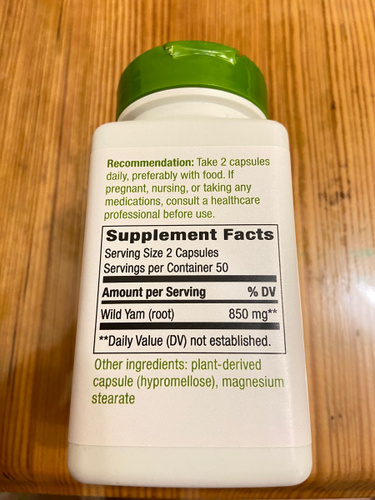 Recommendation: Take 2 capsules
daily, preferably with food. If
pregnant, nursing, or taking any
medications, consult a healthcare
professional before use.
Supplement Facts
Serving Size 2 Capsules
Servings per Container 50
Amount per Serving % DV
Wild Yam (root) 850 mg**
**Daily Value (DV) not established.
Other ingredients: plant-derived
capsule (hypromellose), magnesium
stearate